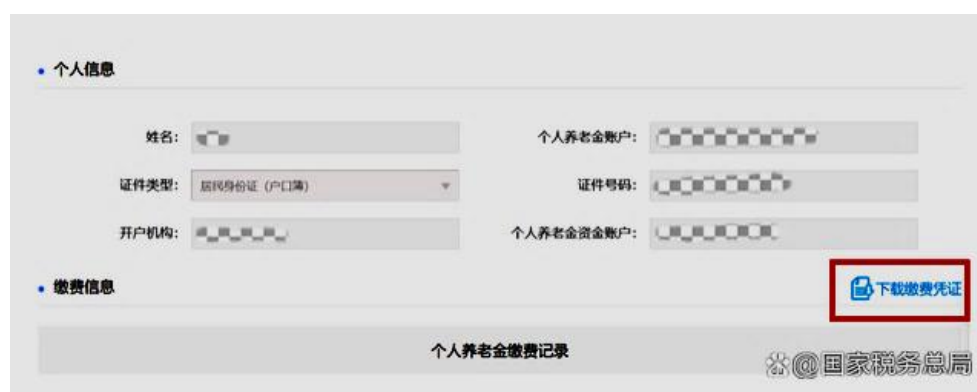 个人信息
姓名: 个人养老金账户:
证件类型: 居民身份证（户口簿） 证件号码:
开户机构: 个人养老金资金账户:
缴费信息 下载缴费凭证
个人养老金缴费记录
@国家税务总局